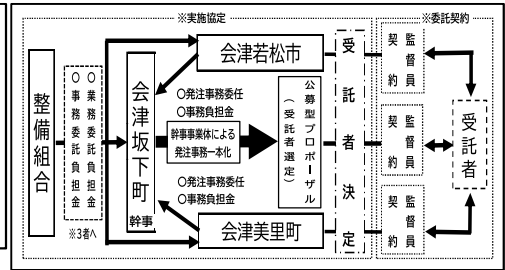 ※実施協定
※委託契約
整備組合
○業務委託負担金
○事務委託負担金
※3者へ
会津坂下町
幹事
会津若松市
○発注事務委任
○事務負担金
幹事事業体による
発注事務一本化
○発注事務委任
○事務負担金
会津美里町
公募型プロポーザル
(受託者選定)
受託者決定
監督員
契約
監督員
契約
監督員
契約
受託者